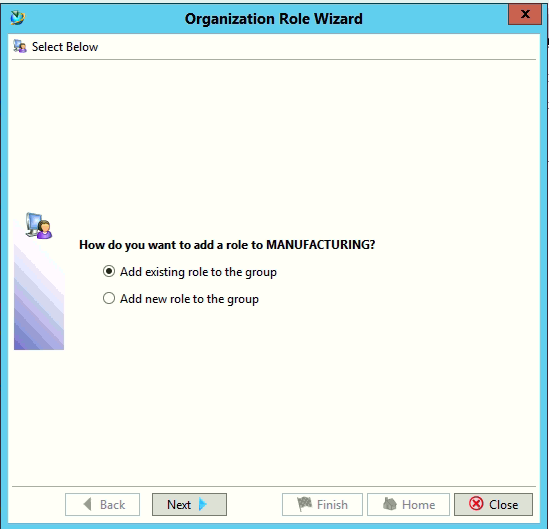 Organization Role Wizard
x
Select Below
How do you want to add a role to MANUFACTURING?
Add existing role to the group
Add new role to the group
Back Next Finish Home Close